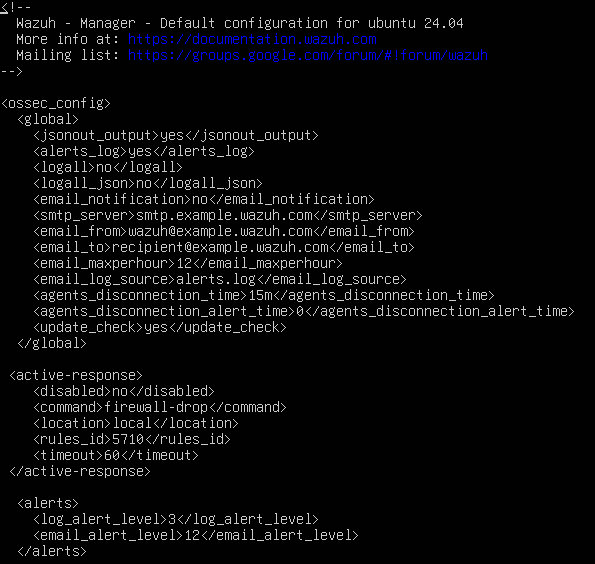 <!--
  Wazuh - Manager - Default configuration for ubuntu 24.04
  More info at: https://documentation.wazuh.com
  Mailing list: https://groups.google.com/forum/#!forum/wazuh
-->

<ossec_config>
  <global>
    <jsonout_output>yes</jsonout_output>
    <alerts_log>yes</alerts_log>
    <logall>no</logall>
    <logall_json>no</logall_json>
    <email_notification>no</email_notification>
    <smtp_server>smtp.example.wazuh.com</smtp_server>
    <email_from>wazuh@example.wazuh.com</email_from>
    <email_to>recipient@example.wazuh.com</email_to>
    <email_maxperhour>12</email_maxperhour>
    <email_log_source>alerts.log</email_log_source>
    <agents_disconnection_time>15m</agents_disconnection_time>
    <agents_disconnection_alert_time>0</agents_disconnection_alert_time>
    <update_check>yes</update_check>
  </global>

 <active-response>
    <disabled>no</disabled>
    <command>firewall-drop</command>
    <location>local</location>
    <rules_id>5710</rules_id>
    <timeout>60</timeout>
 </active-response>

  <alerts>
    <log_alert_level>3</log_alert_level>
    <email_alert_level>12</email_alert_level>
  </alerts>